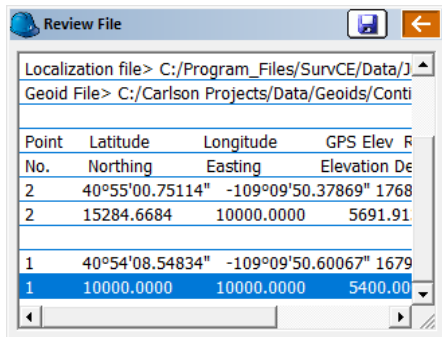 Review File
Localization file> C:/Program_Files/SurvCE/Data/J
Geoid File> C:/Carlson Projects/Data/Geoids/Conti
Point Latitude Longitude GPS Elev R
No. Northing Easting Elevation De
2 40°55'00.75114" -109°09'50.37869" 1768
2 15284.6684 10000.0000 5691.91
1 40°54'08.54834" -109°09'50.60067" 1679
1 10000.0000 10000.0000 5400.00